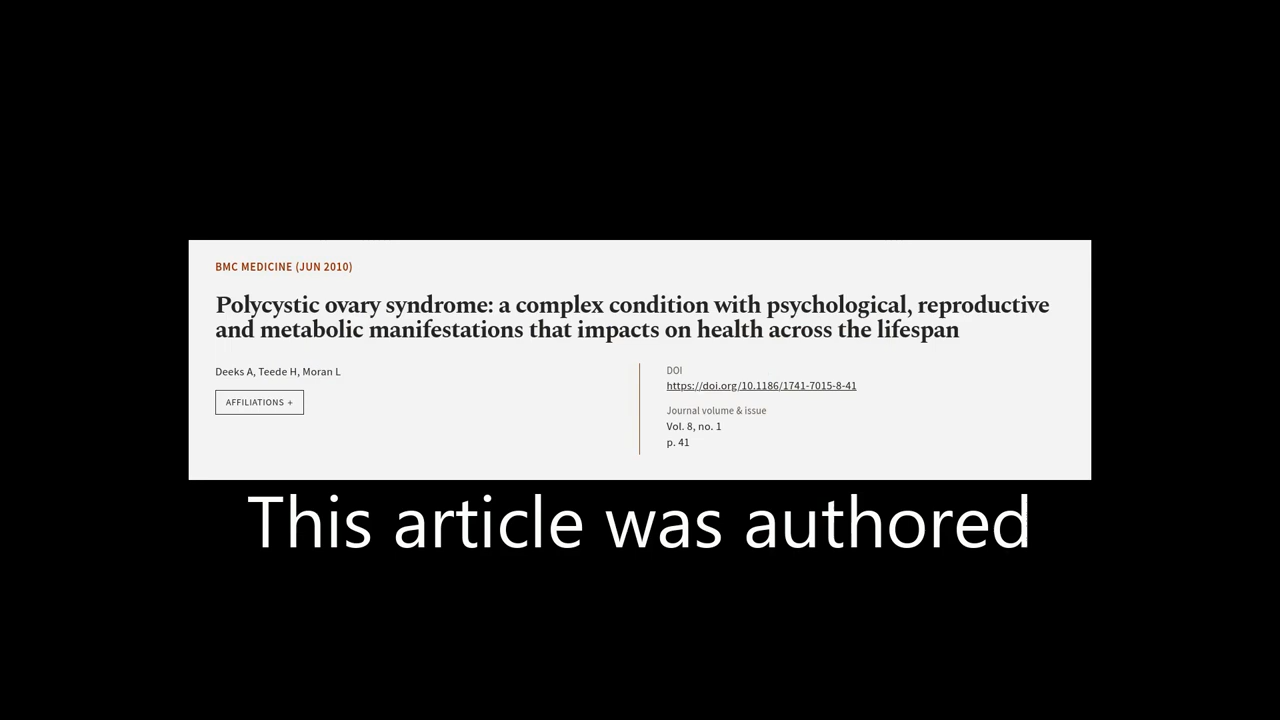 BMC MEDICINE (JUN 2010)
Polycystic ovary syndrome: a complex condition with psychological, reproductive
and metabolic manifestations that impacts on health across the lifespan
Deeks A, Teede H, Moran L
AFFILIATIONS +
DOI
https://doi.org/10.1186/1741-7015-8-41
Journal volume & issue
Vol. 8, no. 1
p. 41
This article was authored